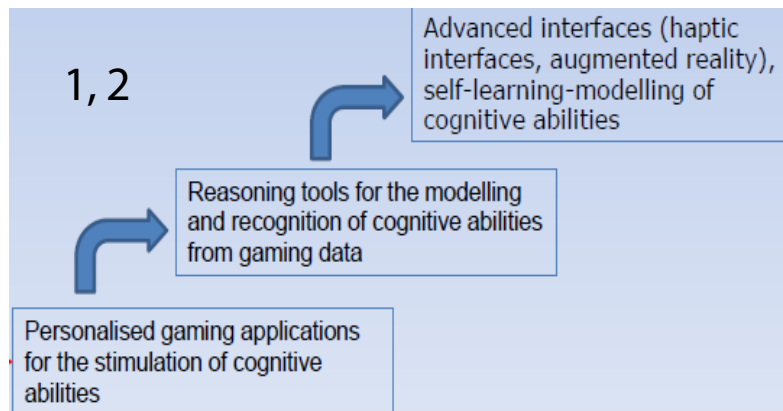 Advanced interfaces (haptic
interfaces, augmented reality),
self-learning-modelling of
cognitive abilities
1, 2
Reasoning tools for the modelling
and recognition of cognitive abilities
from gaming data
Personalised gaming applications
for the stimulation of cognitive
abilities